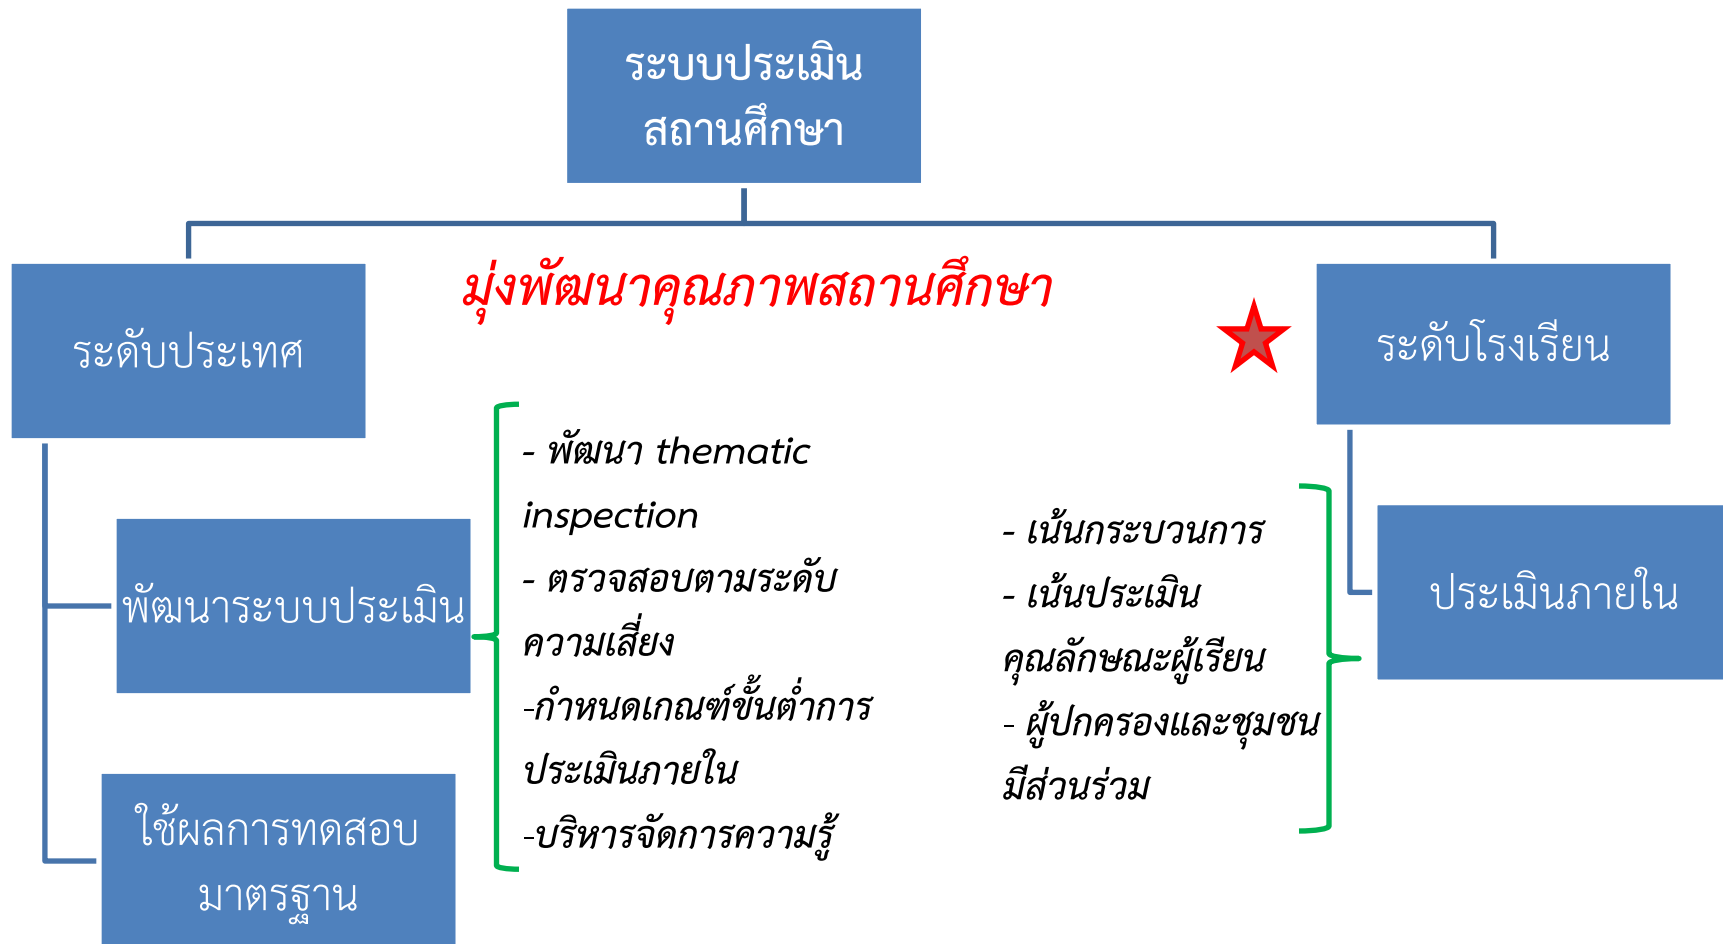 ระบบประเมิน
สถานศึกษา
มุ่งพัฒนาคุณภาพสถานศึกษา
ระดับประเทศ
ระดับโรงเรียน
พัฒนาระบบประเมิน
- พัฒนา thematic
inspection
- ตรวจสอบตามระดับ
ความเสี่ยง
-กำหนดเกณฑ์ขั้นต่ำการ
ประเมินภายใน
-บริหารจัดการความรู้
- เน้นกระบวนการ
- เน้นประเมิน
คุณลักษณะผู้เรียน
- ผู้ปกครองและชุมชน
มีส่วนร่วม
ประเมินภายใน
ใช้ผลการทดสอบ
มาตรฐาน